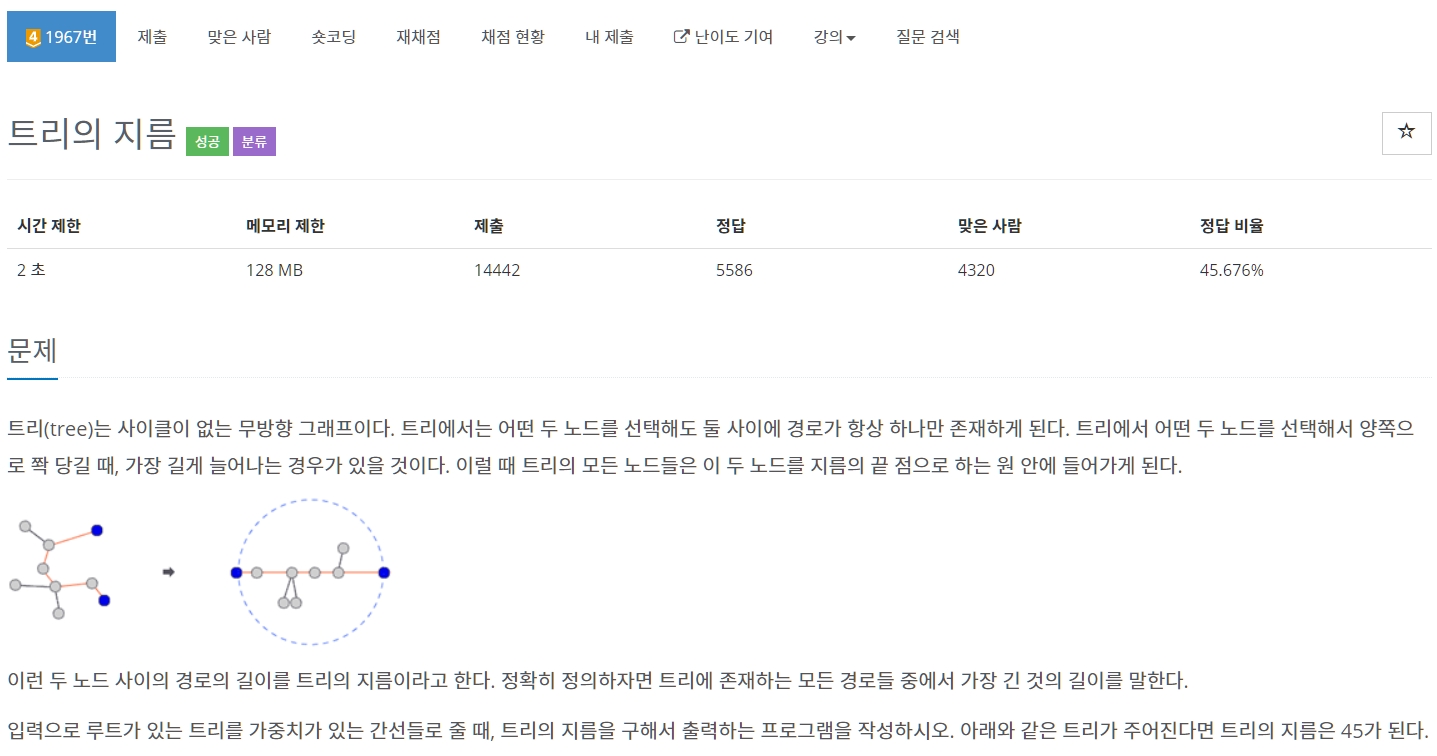 4 1967번 제출 맞은 사람 숏코딩 재채점 채점 현황 내 제출 난이도 기여 강의 질문 검색
트리의 지름 성공 분류
시간 제한 메모리 제한 제출 정답 맞은 사람 정답 비율
2 초 128 MB 14442 5586 4320 45.676%
문제
트리(tree)는 사이클이 없는 무방향 그래프이다. 트리에서는 어떤 두 노드를 선택해도 둘 사이에 경로가 항상 하나만 존재하게 된다. 트리에서 어떤 두 노드를 선택해서 양쪽으
로 쫙 당길 때, 가장 길게 늘어나는 경우가 있을 것이다. 이럴 때 트리의 모든 노드들은 이 두 노드를 지름의 끝 점으로 하는 원 안에 들어가게 된다.
이런 두 노드 사이의 경로의 길이를 트리의 지름이라고 한다. 정확히 정의하자면 트리에 존재하는 모든 경로들 중에서 가장 긴 것의 길이를 말한다.
입력으로 루트가 있는 트리를 가중치가 있는 간선들로 줄 때, 트리의 지름을 구해서 출력하는 프로그램을 작성하시오. 아래와 같은 트리가 주어진다면 트리의 지름은 45가 된다.